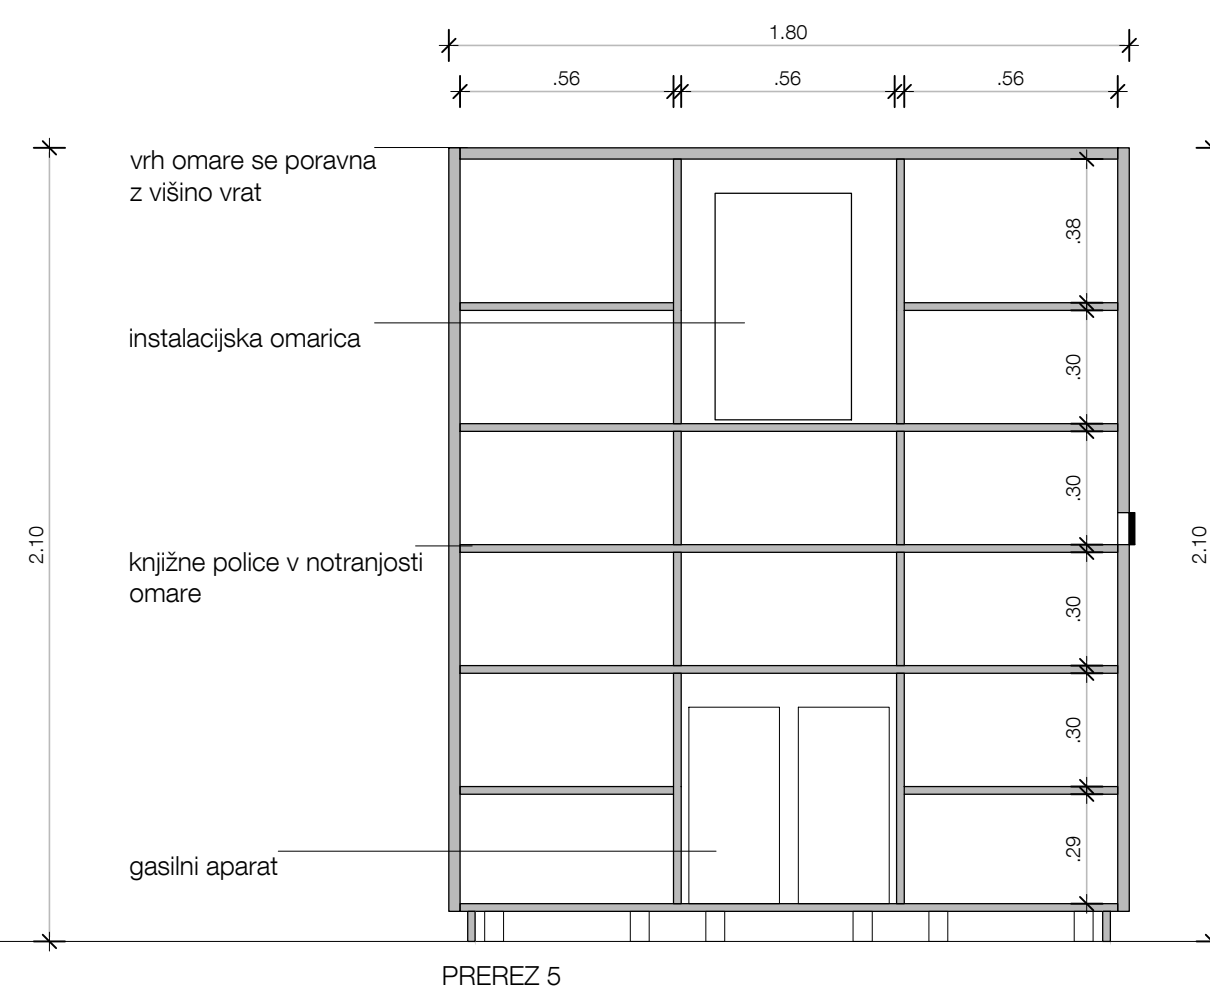 1.80
.56 .56 .56
vrh omare se poravna
z višino vrat
.38
instalacijska omarica
.30
.30
2.10
2.10
knjižne police v notranjosti
omare
.30
.30
.29
gasilni aparat
PREREZ 5